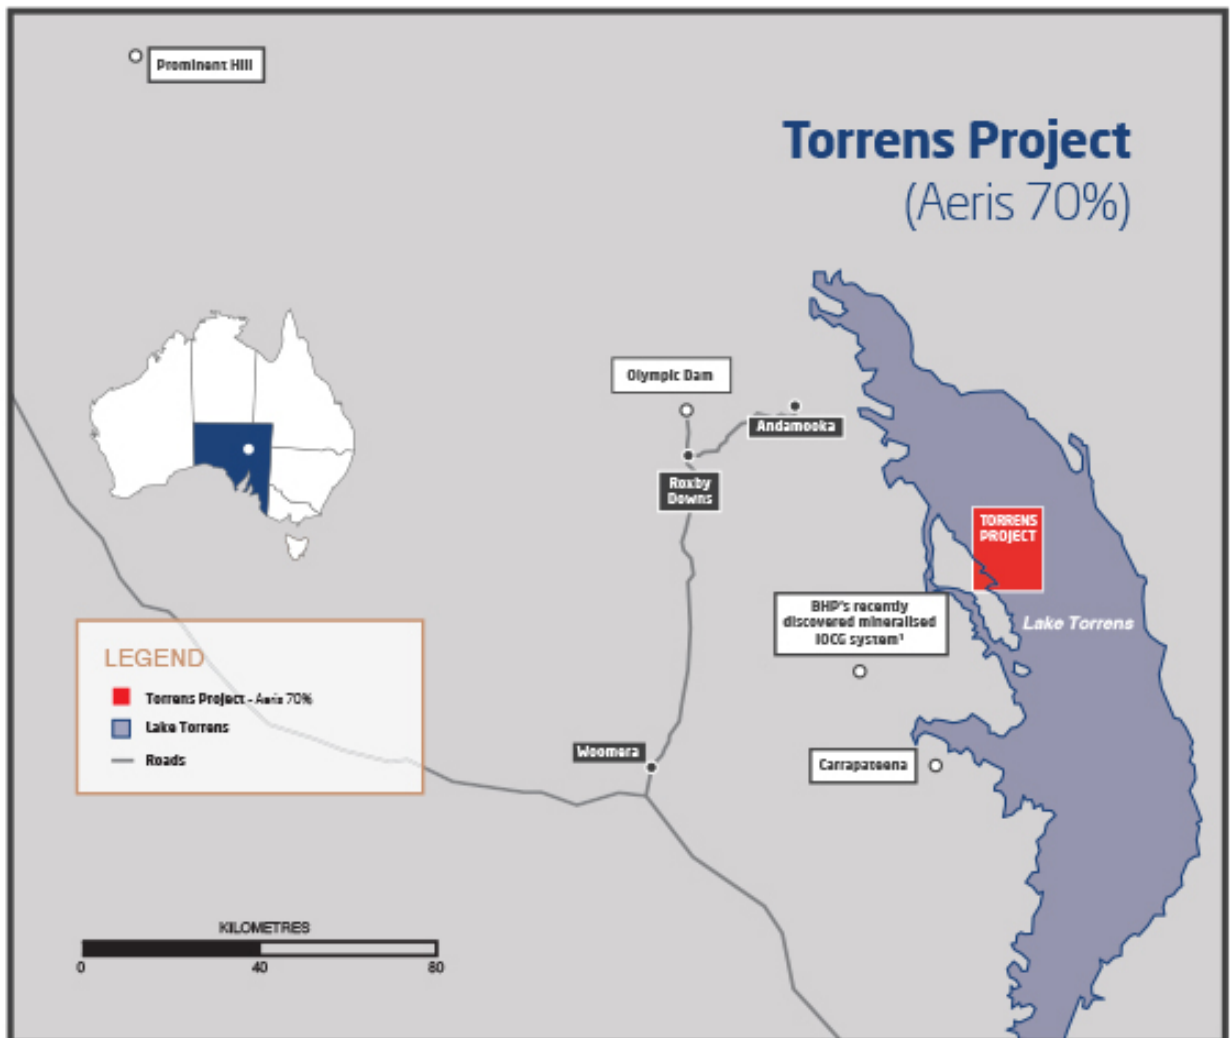 Prominent Hill
Torrens Project
(Aeris 70%)
Olympic Dam
Andamooka
Roxby
Downs
TORRENS
PROJECT
BHP's recently
discovered mineralised
IOCG system¹
Lake Torrens
LEGEND
Torrens Project - Aeris 70%
Lake Torrens
Roads
Woomera
Carrapateena
KILOMETRES
0 40 80